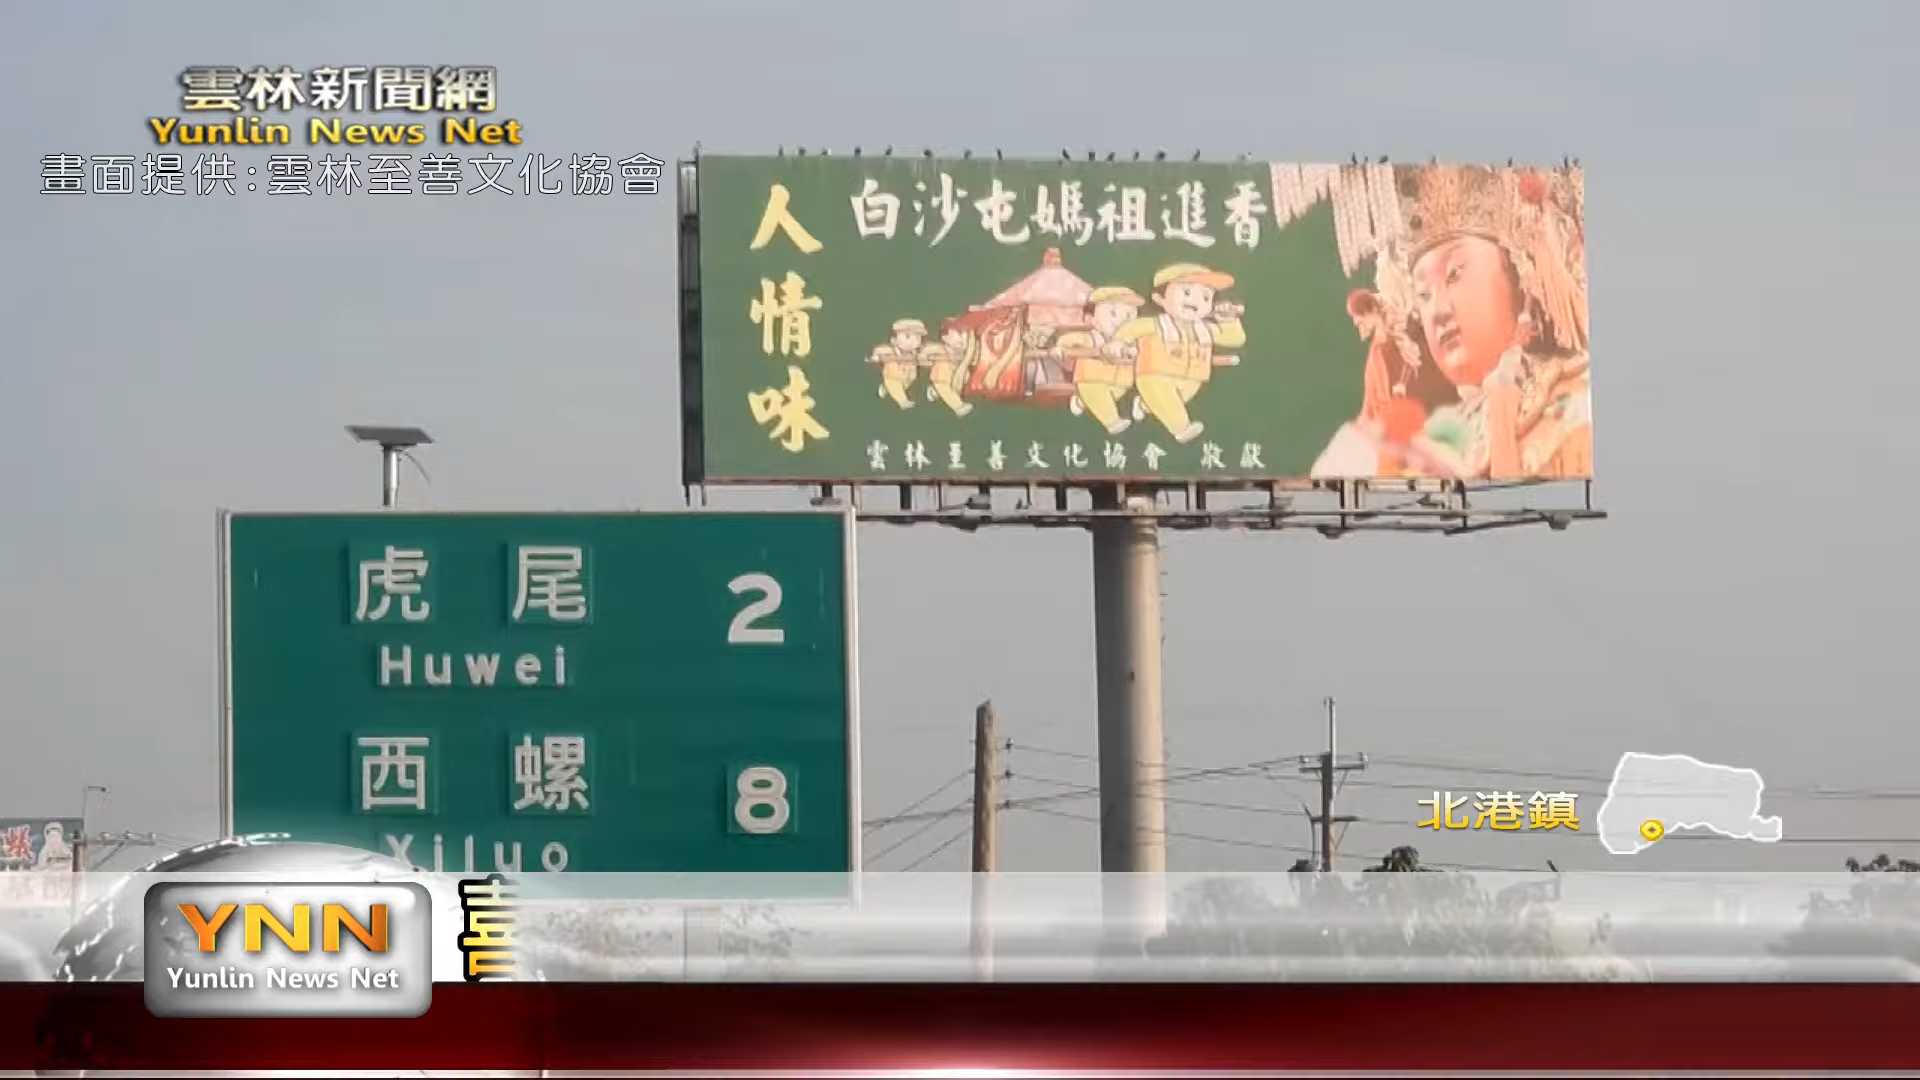 雲林新聞網
Yunlin News Net
畫面提供:雲林至善文化協會
人情味
白沙屯媽祖進香
雲林至善文化協會 敬獻
虎尾 2
Huwei
西螺 8
Xiluo
北港鎮
YNN
Yunlin News Net